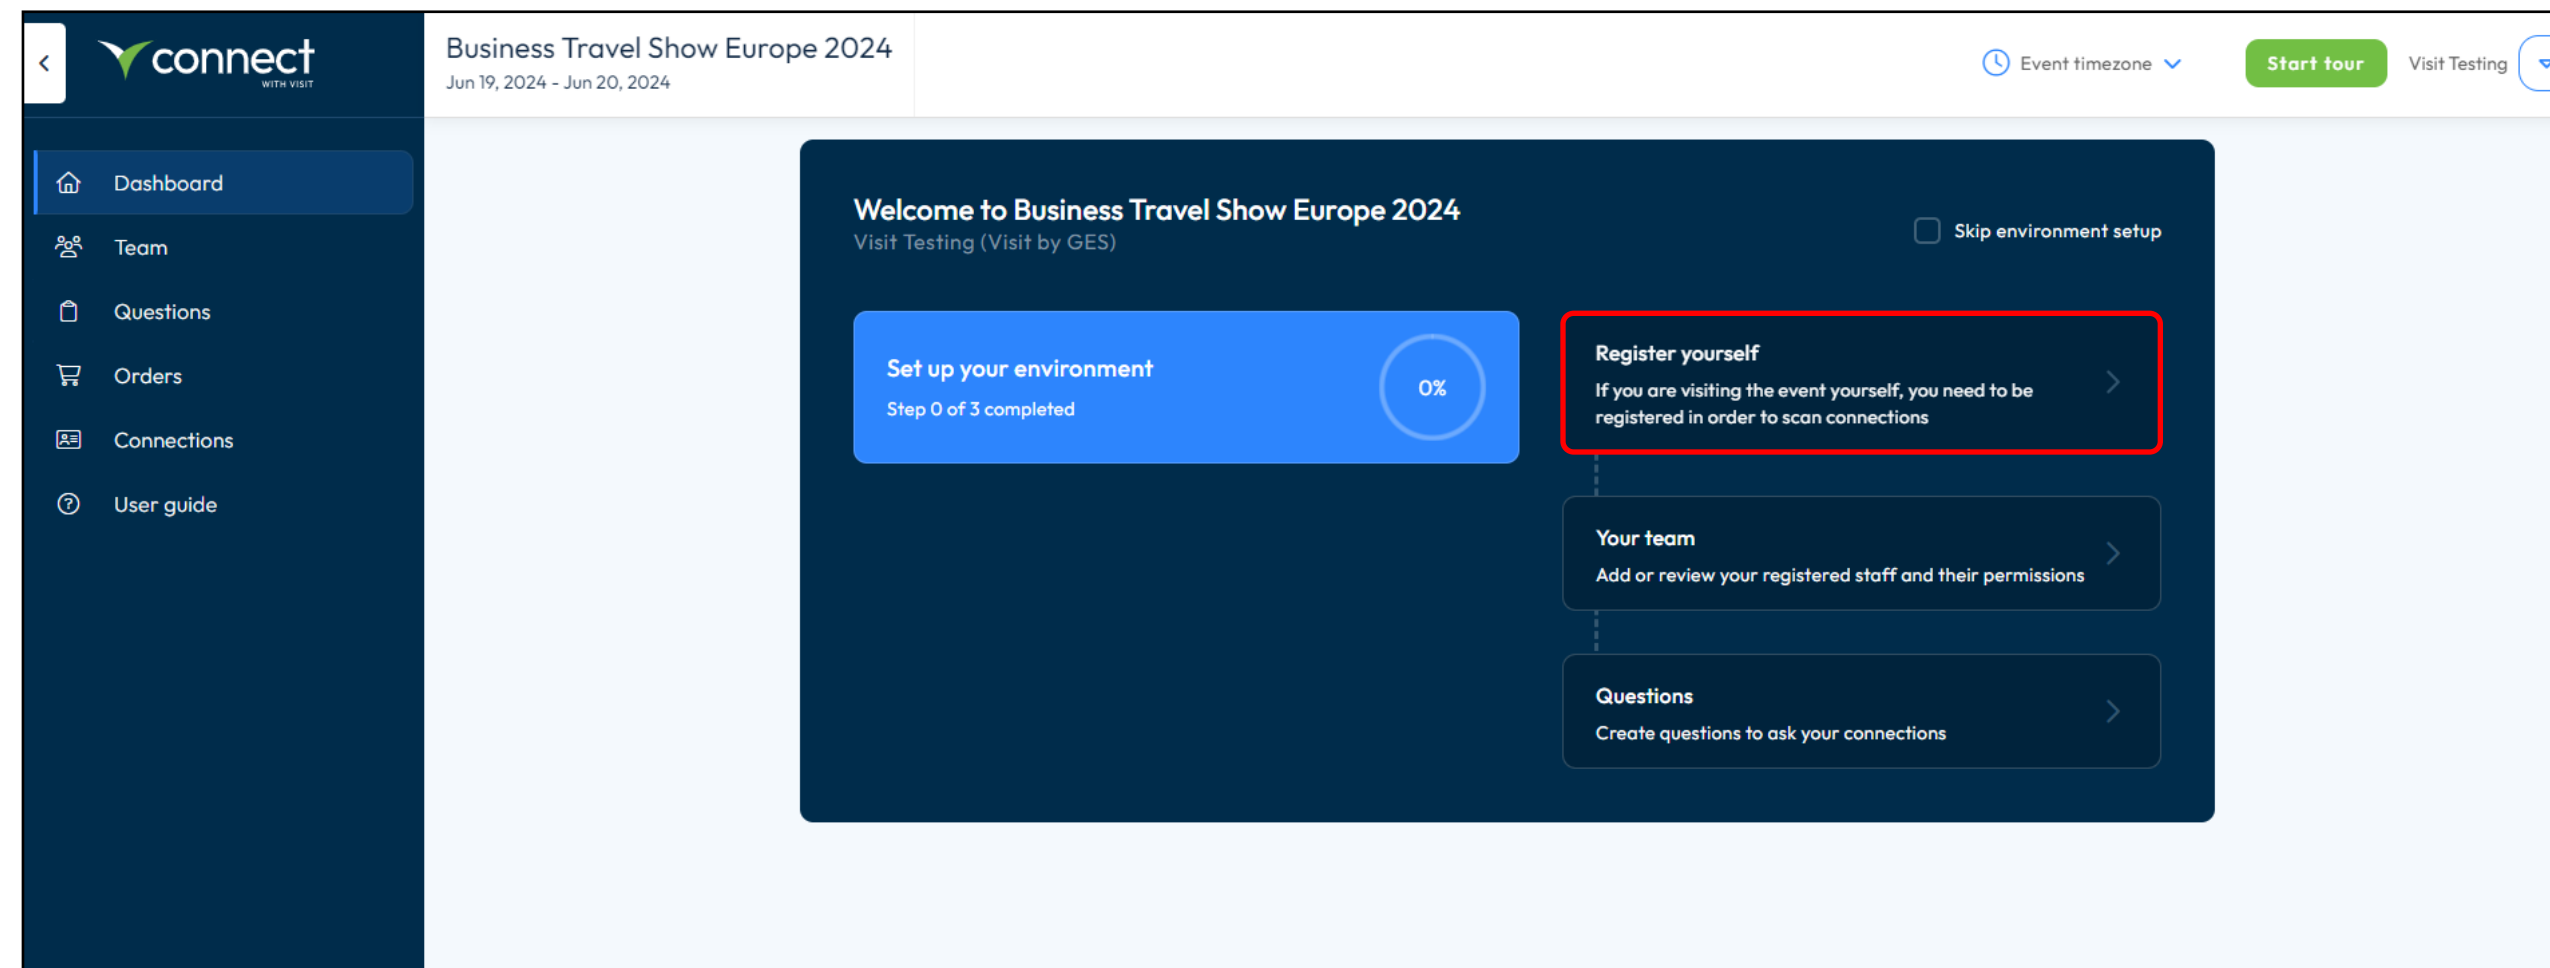 connect
WITH VISIT
Business Travel Show Europe 2024
Jun 19, 2024 - Jun 20, 2024
Event timezone
Start tour
Visit Testing
Dashboard
Team
Questions
Orders
Connections
User guide
Welcome to Business Travel Show Europe 2024
Visit Testing (Visit by GES)
Skip environment setup
Set up your environment
Step 0 of 3 completed
0%
Register yourself
If you are visiting the event yourself, you need to be
registered in order to scan connections
Your team
Add or review your registered staff and their permissions
Questions
Create questions to ask your connections